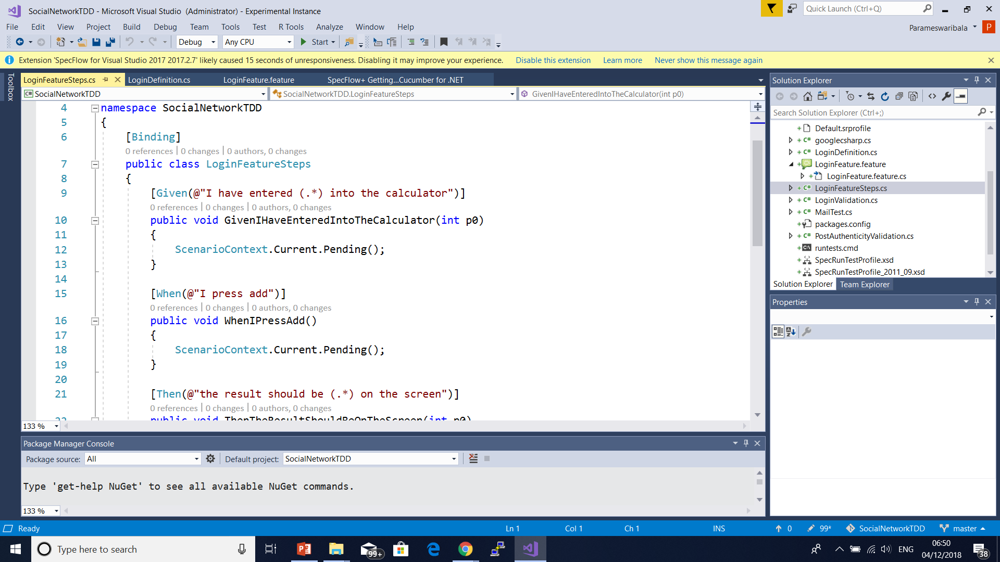 SocialNetworkTDD - Microsoft Visual Studio (Administrator) - Experimental Instance
Quick Launch (Ctrl+Q)
File Edit View Project Build Debug Team Tools Test R Tools Analyze Window Help
Parameswaribala P
Debug Any CPU Start
Extension 'SpecFlow for Visual Studio 2017 2017.2.7' likely caused 15 seconds of unresponsiveness. Disabling it may improve your experience. Disable this extension Learn more Never show this message again
Toolbox
LoginFeatureSteps.cs LoginDefinition.cs LoginFeature.feature SpecFlow+ Getting...Cucumber for .NET
SocialNetworkTDD SocialNetworkTDD.LoginFeatureSteps GivenIHaveEnteredIntoTheCalculator(int p0)
4 namespace SocialNetworkTDD
5 {
6 [Binding]
0 references | 0 changes | 0 authors, 0 changes
7 public class LoginFeatureSteps
8 {
9 [Given(@"I have entered (.*) into the calculator")]
0 references | 0 changes | 0 authors, 0 changes
10 public void GivenIHaveEnteredIntoTheCalculator(int p0)
11 {
12 ScenarioContext.Current.Pending();
13 }
14
15 [When(@"I press add")]
0 references | 0 changes | 0 authors, 0 changes
16 public void WhenIPressAdd()
17 {
18 ScenarioContext.Current.Pending();
19 }
20
21 [Then(@"the result should be (.*) on the screen")]
0 references | 0 changes | 0 authors, 0 changes
22 public void ThenTheResultShouldBeOnTheScreen(int p0)
133 %
Solution Explorer
Search Solution Explorer (Ctrl+;)
Default.srprofile
C# googlecsharp.cs
C# LoginDefinition.cs
LoginFeature.feature
LoginFeature.feature.cs
C# LoginFeatureSteps.cs
C# LoginValidation.cs
C# MailTest.cs
packages.config
C# PostAuthenticityValidation.cs
runtests.cmd
SpecRunTestProfile.xsd
SpecRunTestProfile_2011_09.xsd
Solution Explorer Team Explorer
Properties
Package Manager Console
Package source: All Default project: SocialNetworkTDD
Type 'get-help NuGet' to see all available NuGet commands.
133 %
Ready Ln 1 Col 1 Ch 1 INS 0 99* SocialNetworkTDD master
Type here to search
99+
ENG
06:50
04/12/2018
38